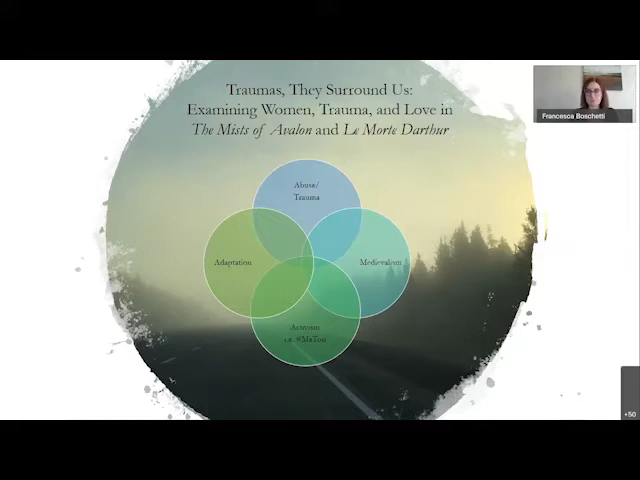 Traumas, They Surround Us:
Examining Women, Trauma, and Love in
The Mists of Avalon and Le Morte Darthur
Francesca Boschetti
Abuse/
Trauma
Adaptation
Medievalism
Activism
i.e. #MeToo
+50